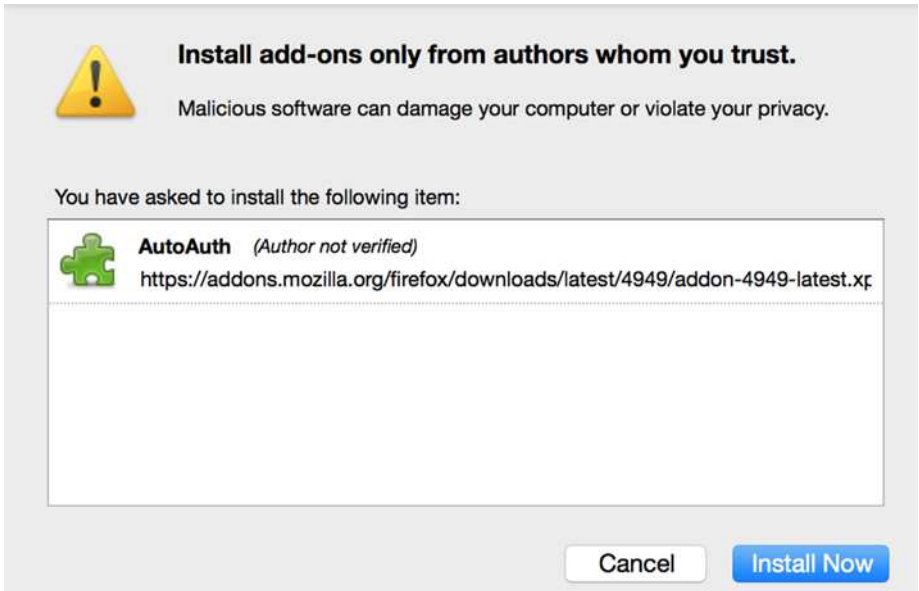 Install add-ons only from authors whom you trust.
Malicious software can damage your computer or violate your privacy.
You have asked to install the following item:
AutoAuth (Author not verified)
https://addons.mozilla.org/firefox/downloads/latest/4949/addon-4949-latest.xp
Cancel Install Now